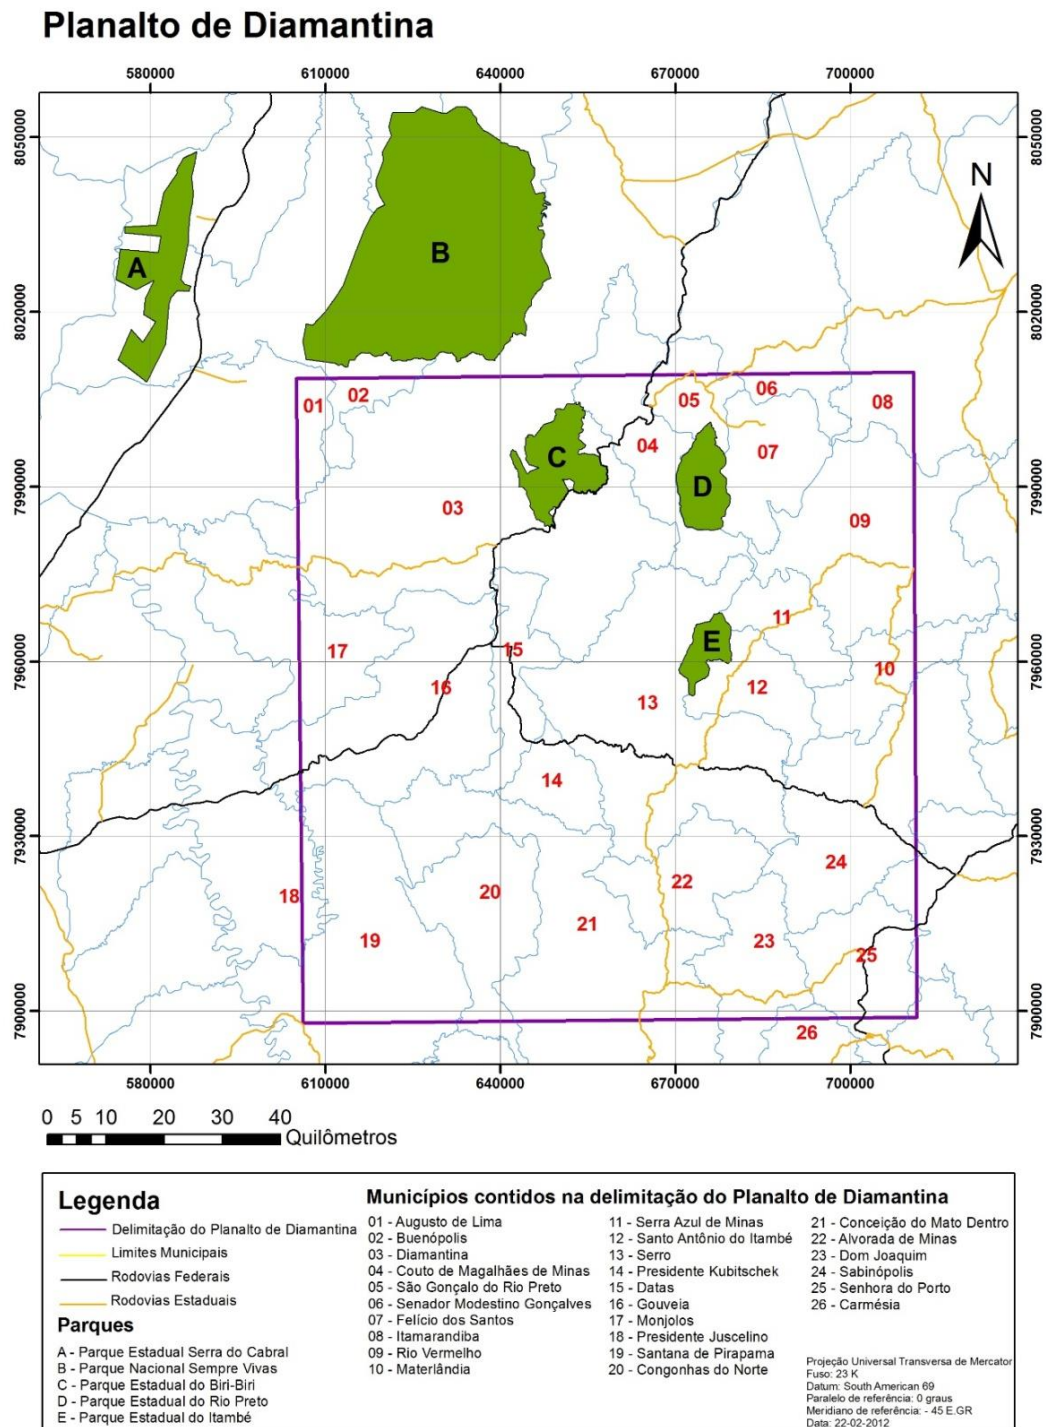 Planalto de Diamantina
580000 610000 640000 670000 700000
8050000 8050000
N
A
B
8020000 8020000
01 02 05 06 08
04 07
C
D
7990000 7990000
03 09
11
E
17 15 10
7960000 7960000
16 13 12
14
7930000 7930000
24
18 20 22
21
19 23
25
7900000 7900000
26
580000 610000 640000 670000 700000
0 5 10 20 30 40
Quilômetros
Legenda
Delimitação do Planalto de Diamantina
Limites Municipais
Rodovias Federais
Rodovias Estaduais
Parques
A - Parque Estadual Serra do Cabral
B - Parque Nacional Sempre Vivas
C - Parque Estadual do Biri-Biri
D - Parque Estadual do Rio Preto
E - Parque Estadual do Itambé
Municípios contidos na delimitação do Planalto de Diamantina
01 - Augusto de Lima
02 - Buenópolis
03 - Diamantina
04 - Couto de Magalhães de Minas
05 - São Gonçalo do Rio Preto
06 - Senador Modestino Gonçalves
07 - Felício dos Santos
08 - Itamarandiba
09 - Rio Vermelho
10 - Materlândia
11 - Serra Azul de Minas
12 - Santo Antônio do Itambé
13 - Serro
14 - Presidente Kubitschek
15 - Datas
16 - Gouveia
17 - Monjolos
18 - Presidente Juscelino
19 - Santana de Pirapama
20 - Congonhas do Norte
21 - Conceição do Mato Dentro
22 - Alvorada de Minas
23 - Dom Joaquim
24 - Sabinópolis
25 - Senhora do Porto
26 - Carmésia
Projeção Universal Transversa de Mercator
Fuso: 23 K
Datum: South American 69
Paralelo de referência: 0 graus
Meridiano de referência: - 45 E.GR
Data: 22-02-2012